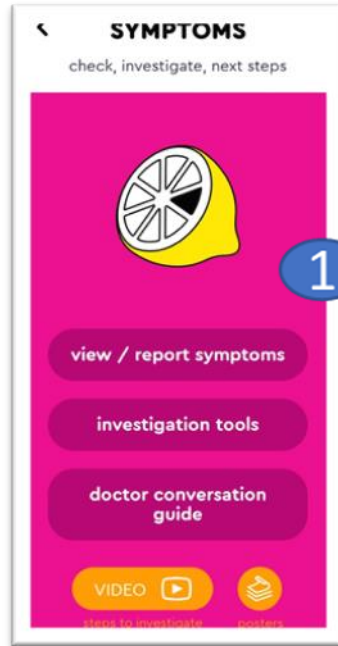 SYMPTOMS
check, investigate, next steps
1
view / report symptoms
investigation tools
doctor conversation
guide
VIDEO
steps to investigate posters